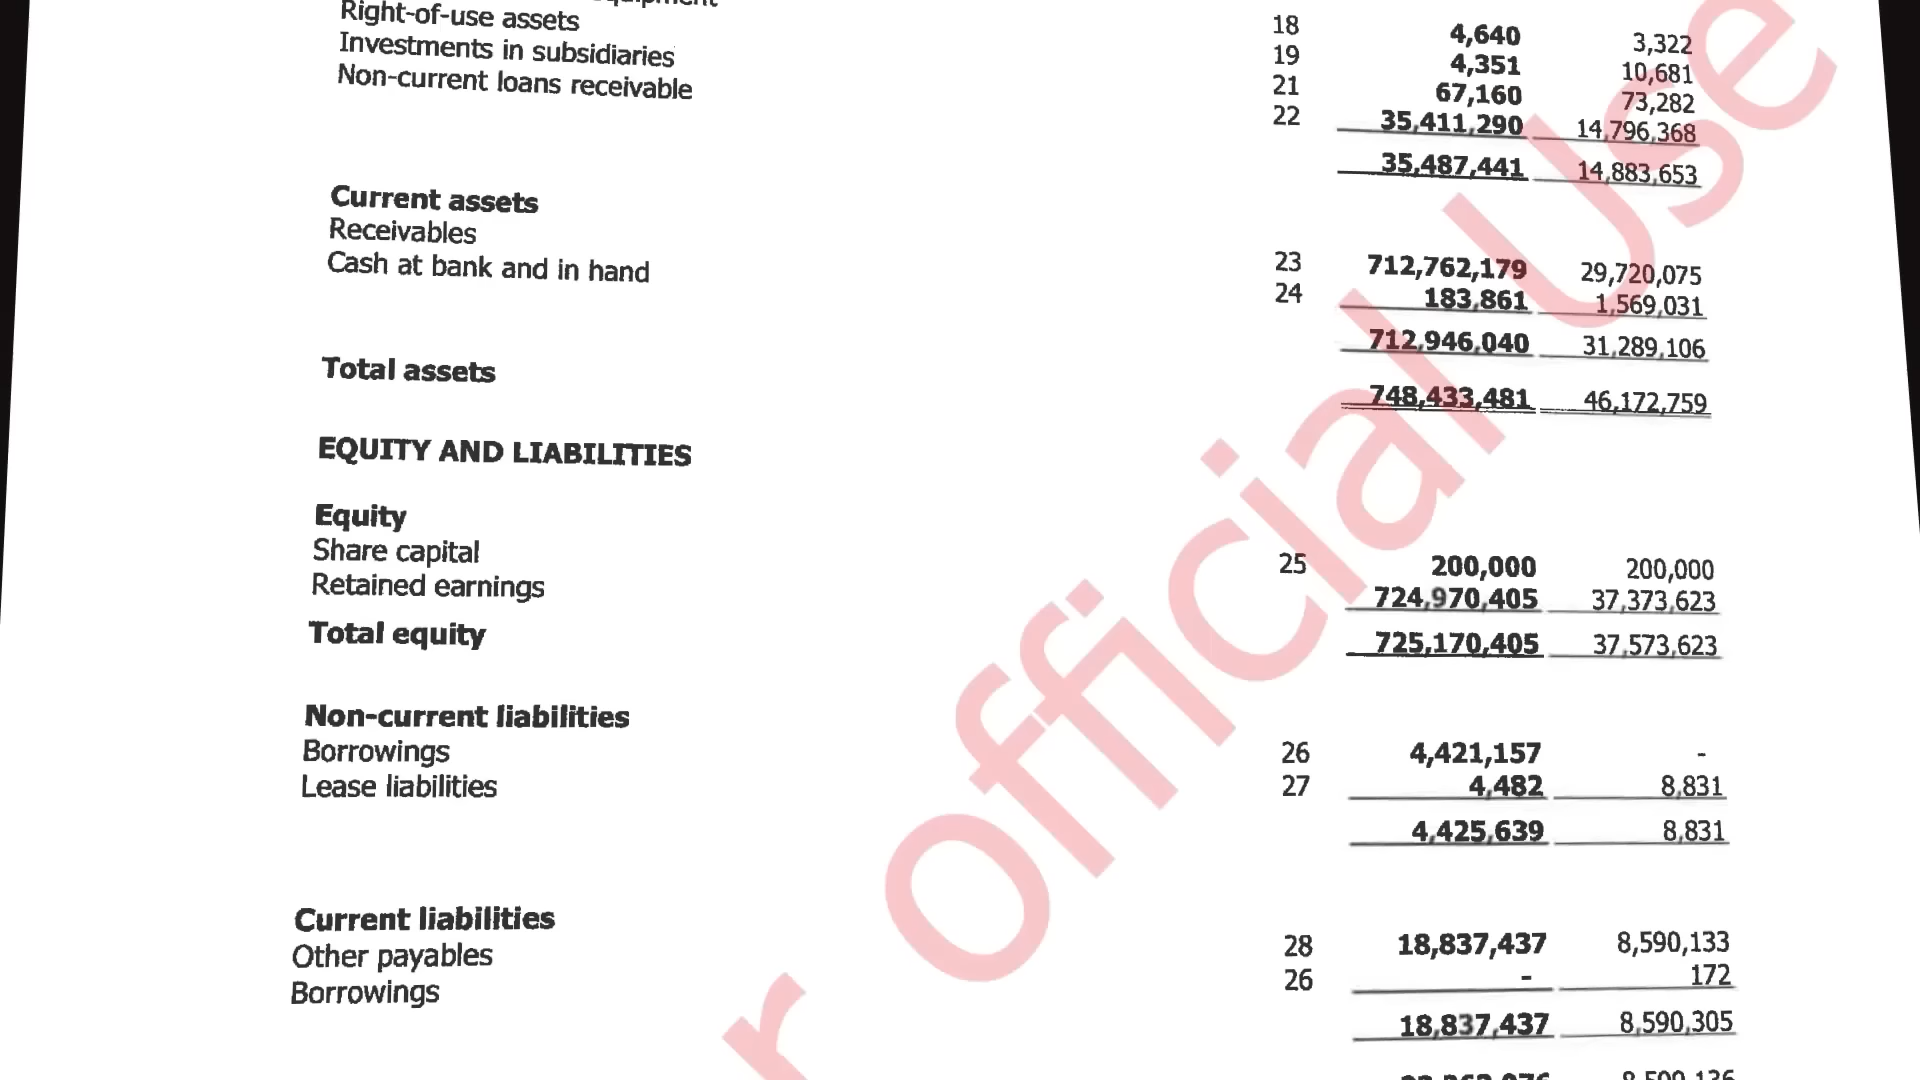 Right-of-use assets 18 4,640 3,322
Investments in subsidiaries 19 4,351 10,681
Non-current loans receivable 21 67,160 73,282
22 35,411,290 14,796,368
35,487,441 14,883,653
Current assets
Receivables 23 712,762,179 29,720,075
Cash at bank and in hand 24 183,861 1,569,031
712,946,040 31,289,106
Total assets 748,433,481 46,172,759
EQUITY AND LIABILITIES
Equity
Share capital 25 200,000 200,000
Retained earnings 724,970,405 37,373,623
Total equity 725,170,405 37,573,623
Non-current liabilities
Borrowings 26 4,421,157 -
Lease liabilities 27 4,482 8,831
4,425,639 8,831
Current liabilities
Other payables 28 18,837,437 8,590,133
Borrowings 26 - 172
18,837,437 8,590,305
official Use